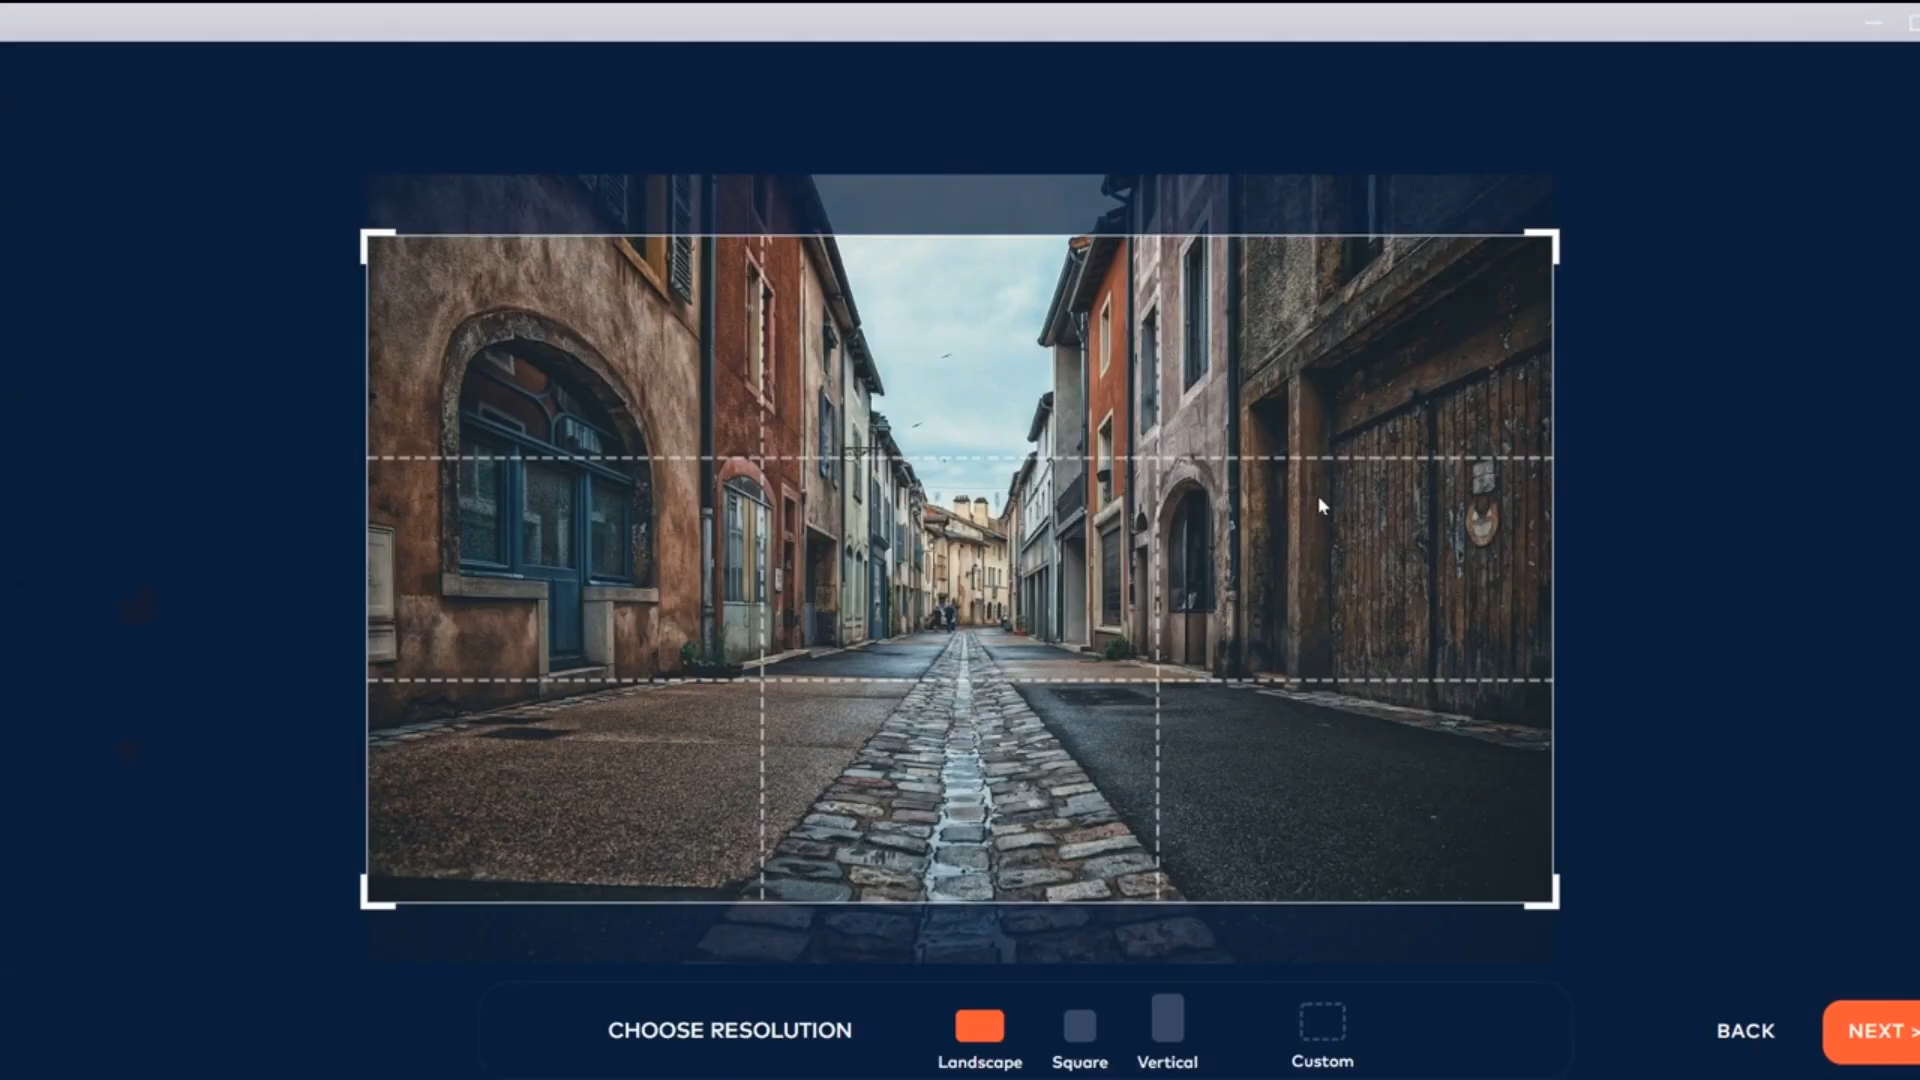 CHOOSE RESOLUTION
Landscape
Square
Vertical
Custom
BACK
NEXT >